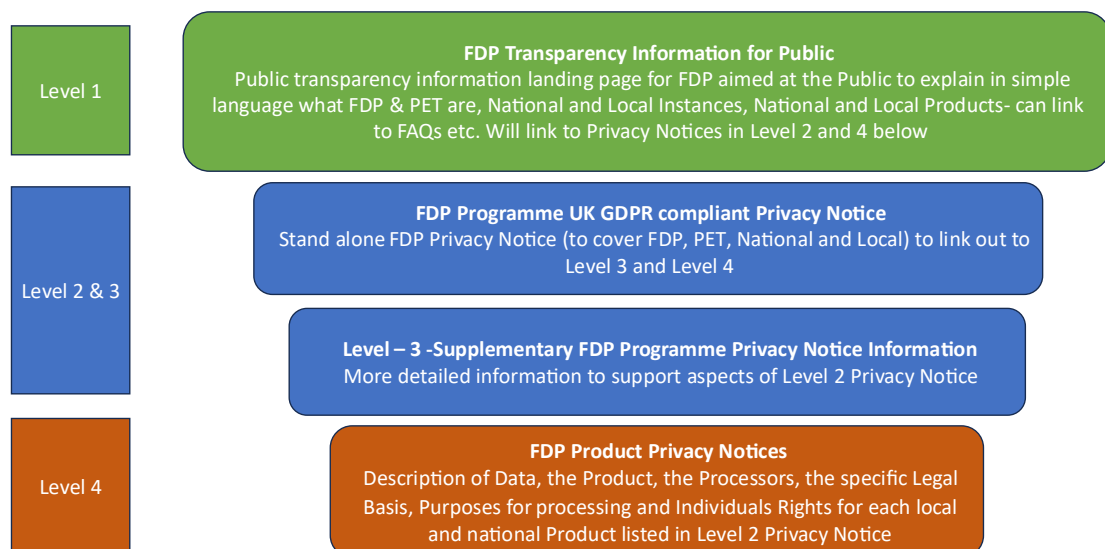 Level 1
FDP Transparency Information for Public
Public transparency information landing page for FDP aimed at the Public to explain in simple
language what FDP & PET are, National and Local Instances, National and Local Products- can link
to FAQs etc. Will link to Privacy Notices in Level 2 and 4 below
Level 2 & 3
FDP Programme UK GDPR compliant Privacy Notice
Stand alone FDP Privacy Notice (to cover FDP, PET, National and Local) to link out to
Level 3 and Level 4
Level – 3 -Supplementary FDP Programme Privacy Notice Information
More detailed information to support aspects of Level 2 Privacy Notice
Level 4
FDP Product Privacy Notices
Description of Data, the Product, the Processors, the specific Legal
Basis, Purposes for processing and Individuals Rights for each local
and national Product listed in Level 2 Privacy Notice